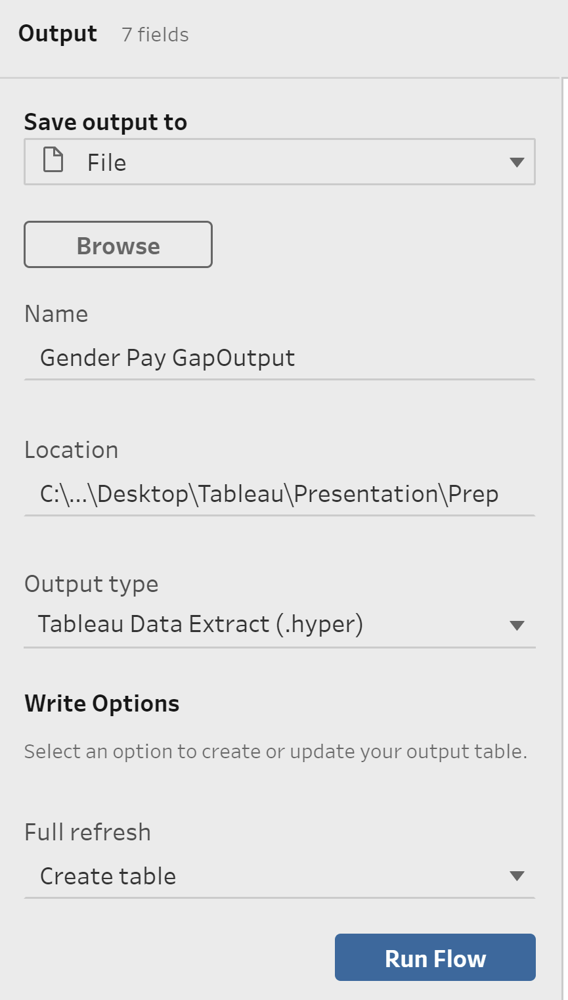 Output 7 fields
Save output to
File
Browse
Name
Gender Pay GapOutput
Location
C:\...\Desktop\Tableau\Presentation\Prep
Output type
Tableau Data Extract (.hyper)
Write Options
Select an option to create or update your output table.
Full refresh
Create table
Run Flow